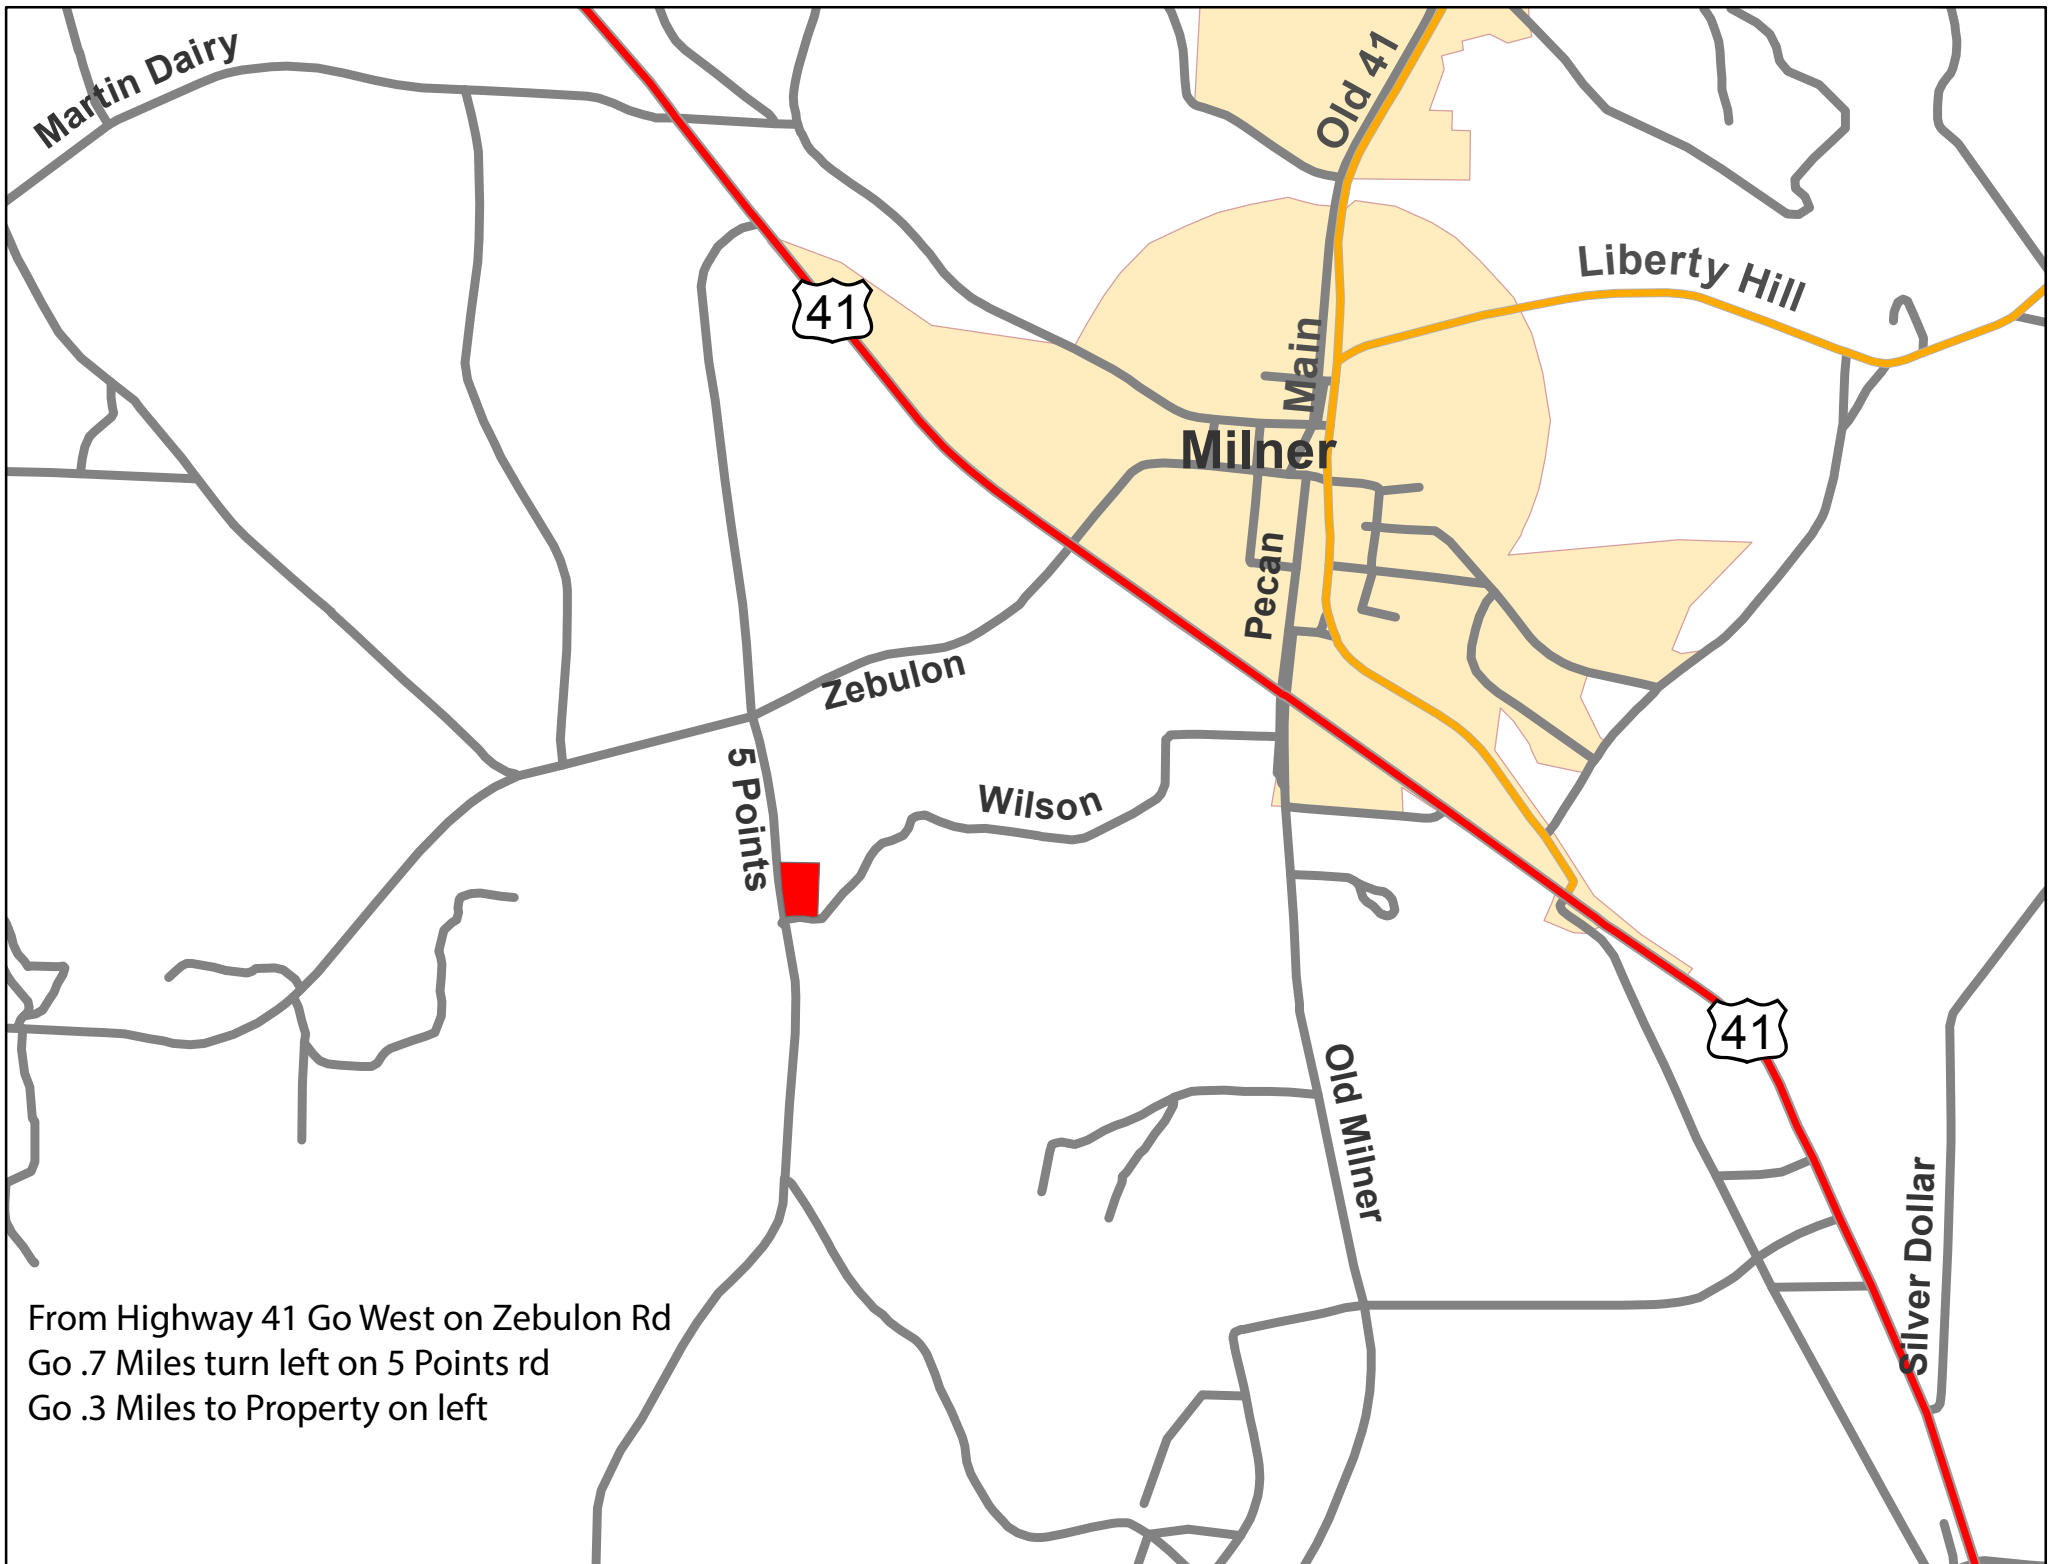 Martin Dairy
Old 41
Liberty Hill
41
Main
Milner
Pecan
Zebulon
5 Points
Wilson
41
Old Milner
Silver Dollar
From Highway 41 Go West on Zebulon Rd
Go .7 Miles turn left on 5 Points rd
Go .3 Miles to Property on left